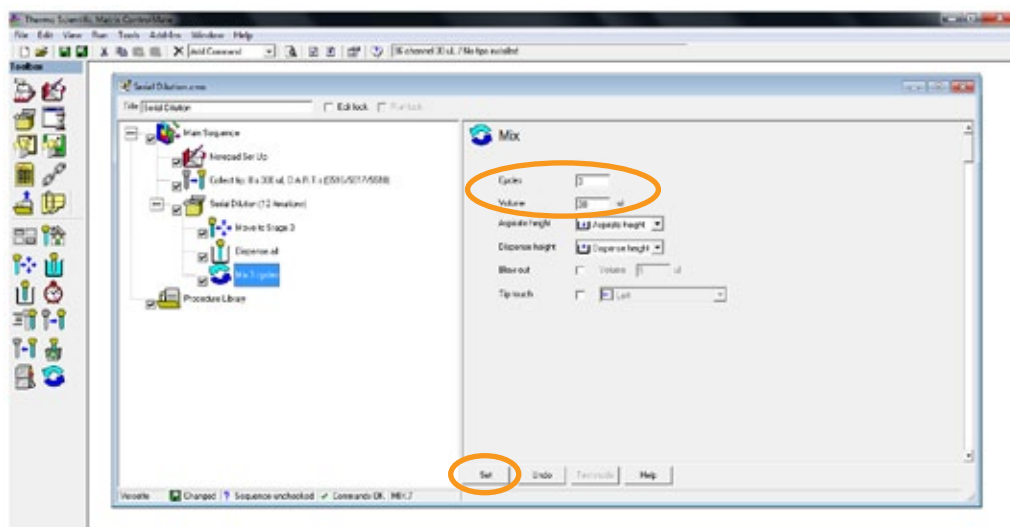 Thermo Scientific Matrix ControlMate
File Edit View Run Tools Add-Ins Window Help
Add Command
Toolbox
Serial Dilution
Title Serial Dilution Edit lock
Main Sequence
Notepad Set Up
Serial Dilution (12 iterations)
Move to Stage 3
Dispense all
Mix 3 cycles
Procedure Library
Mix
Cycles 3
Volume ul
Aspirate height Aspirate height
Dispense height Dispense height
Blow out Volume ul
Tip touch Left
Set Undo Help
Changed Sequence unchecked Commands OK